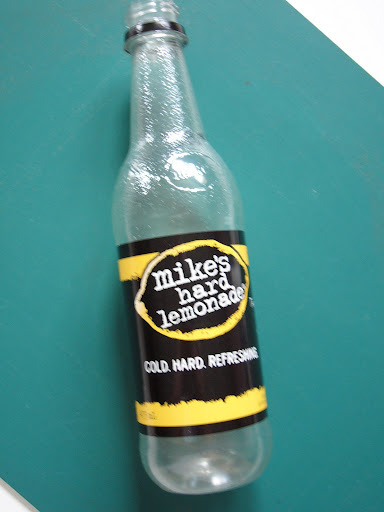 mike's
hard
lemonade
COLD. HARD. REFRESHING